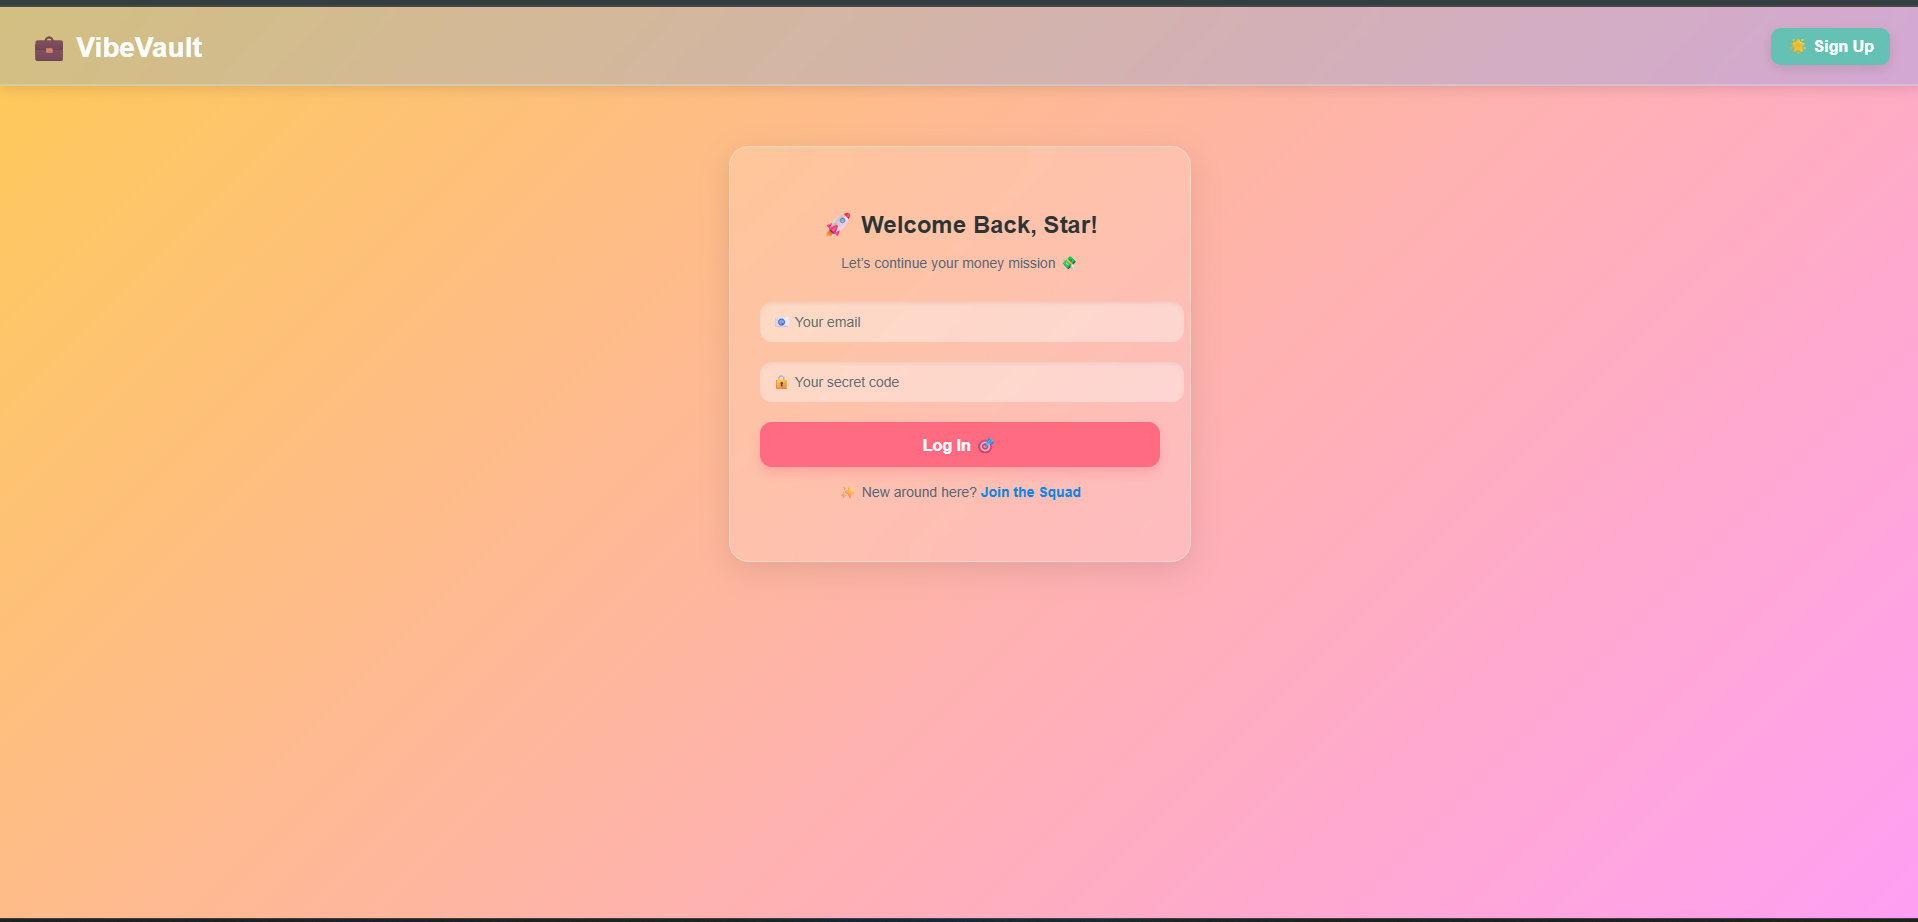 💼 VibeVault
🌟 Sign Up
🚀 Welcome Back, Star!
Let's continue your money mission 💸
📧 Your email
🔒 Your secret code
Log In 🎯
✨ New around here? Join the Squad